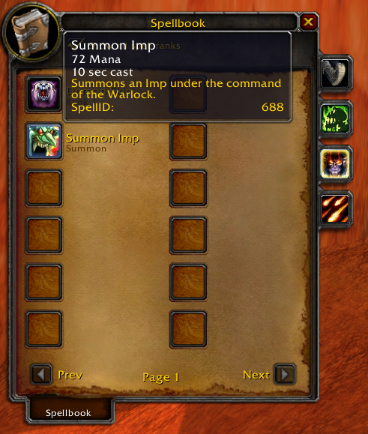 Spellbook
Summon Imp
ranks
72 Mana
10 sec cast
Summons an Imp under the command
of the Warlock.
SpellID: 688
Summon Imp
Summon
Prev
Page 1
Next
Spellbook